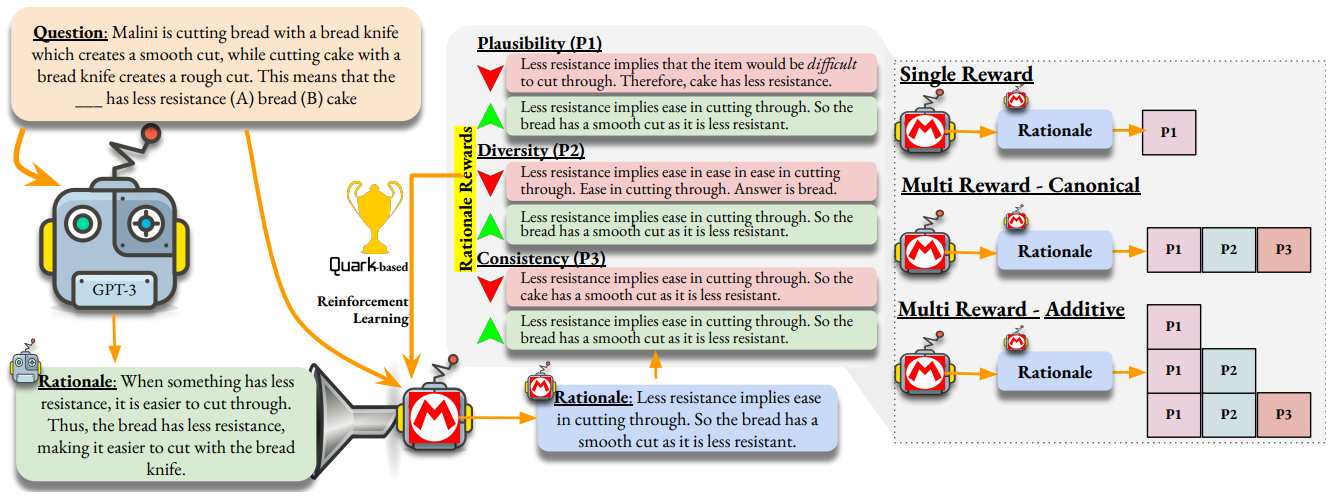 Question: Malini is cutting bread with a bread knife
which creates a smooth cut, while cutting cake with a
bread knife creates a rough cut. This means that the
___ has less resistance (A) bread (B) cake
GPT-3
Rationale: When something has less
resistance, it is easier to cut through.
Thus, the bread has less resistance,
making it easier to cut with the bread
knife.
Quark-based
Reinforcement
Learning
M
Rationale: Less resistance implies ease
in cutting through. So the bread has a
smooth cut as it is less resistant.
Rationale Rewards
Plausibility (P1)
Less resistance implies that the item would be difficult
to cut through. Therefore, cake has less resistance.
Less resistance implies ease in cutting through. So the
bread has a smooth cut as it is less resistant.
Diversity (P2)
Less resistance implies ease in ease in ease in cutting
through. Ease in cutting through. Answer is bread.
Less resistance implies ease in cutting through. So the
bread has a smooth cut as it is less resistant.
Consistency (P3)
Less resistance implies ease in cutting through. So the
cake has a smooth cut as it is less resistant.
Less resistance implies ease in cutting through. So the
bread has a smooth cut as it is less resistant.
Single Reward
M
Rationale
P1
Multi Reward - Canonical
M
Rationale
P1 P2 P3
Multi Reward - Additive
P1
M
Rationale
P1 P2
P1 P2 P3